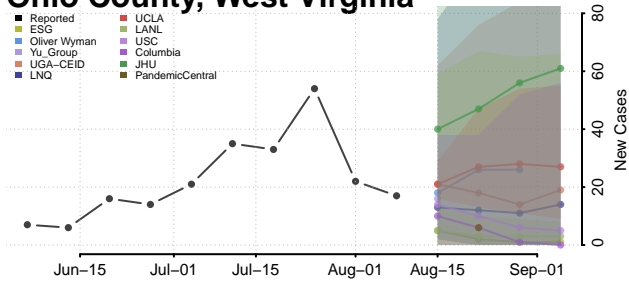 Ohio County, West Virginia
Reported
ESG
Oliver Wyman
Yu_Group
UGA−CEID
LNQ
UCLA
LANL
USC
Columbia
JHU
PandemicCentral
0 20 40 60 80
New Cases
Jun−15 Jul−01 Jul−15 Aug−01 Aug−15 Sep−01